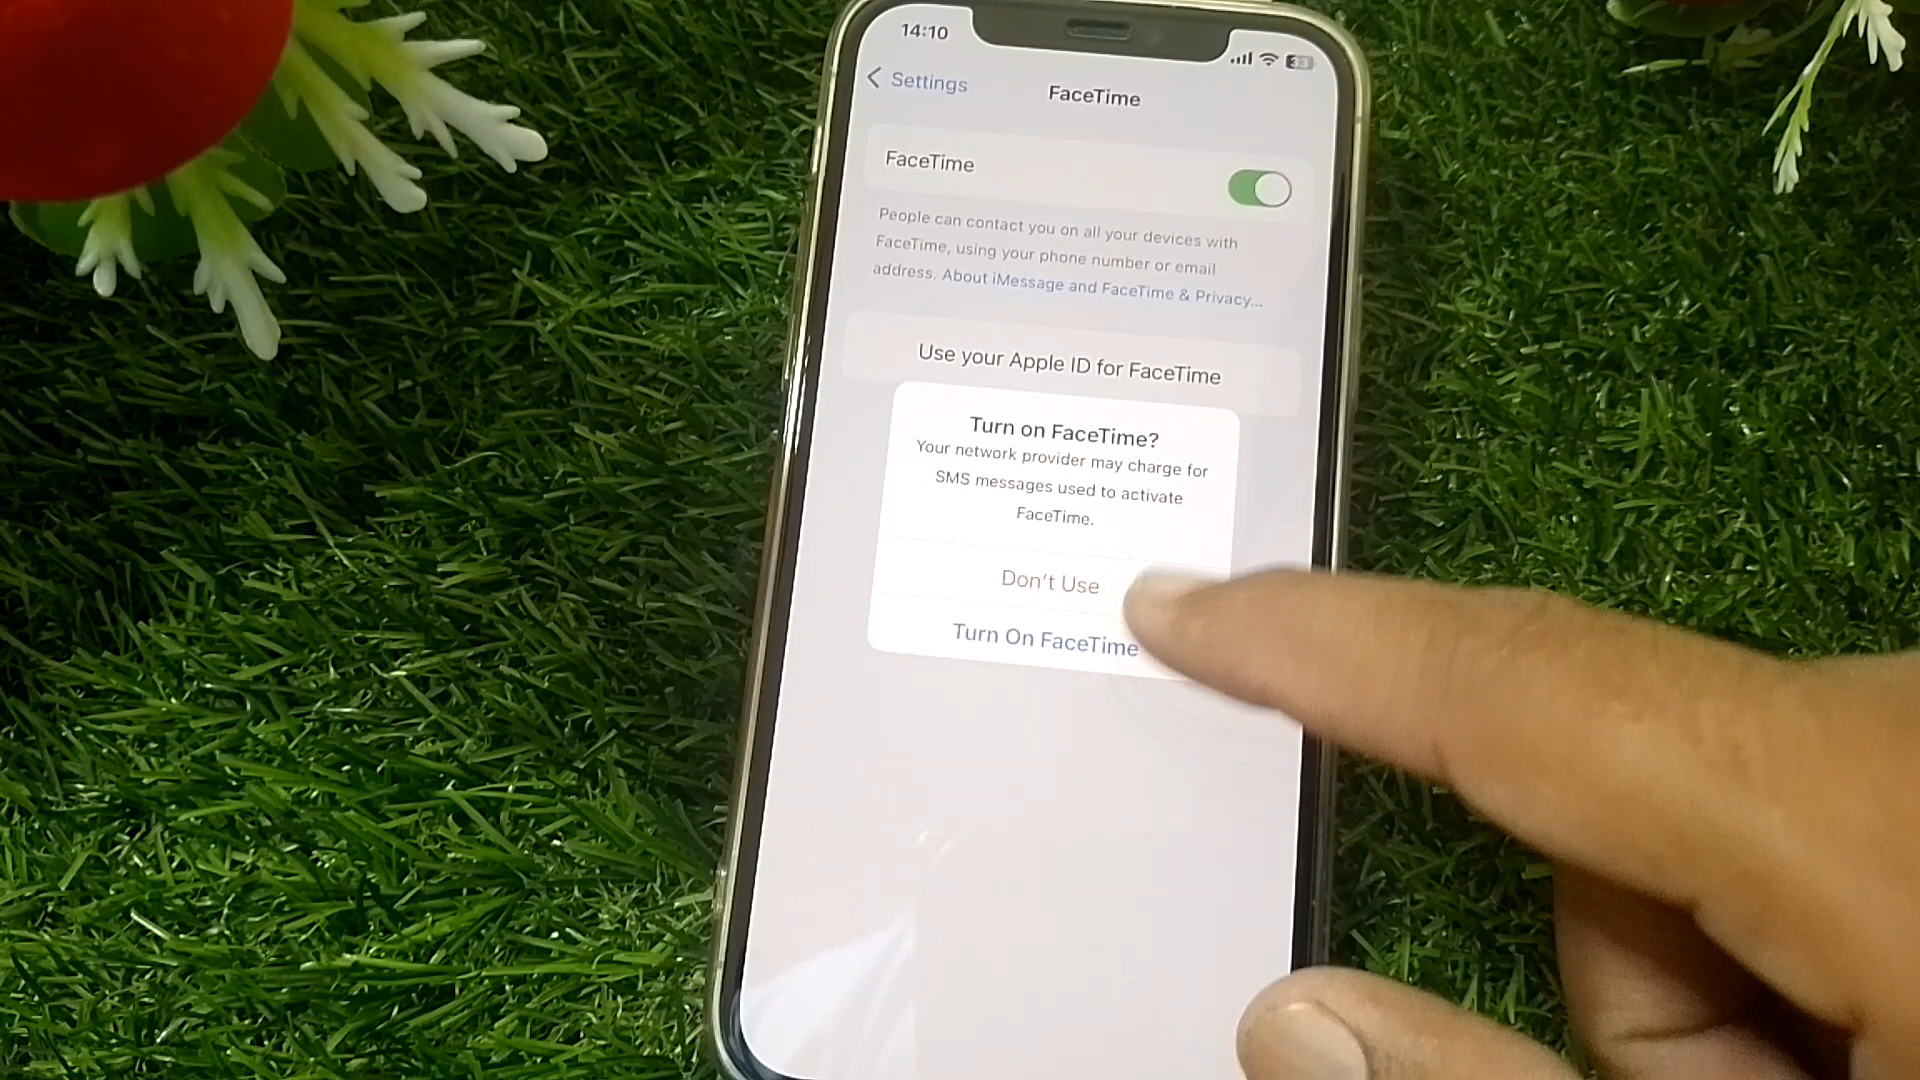 14:10
33
Settings
FaceTime
FaceTime
People can contact you on all your devices with
FaceTime, using your phone number or email
address. About iMessage and FaceTime & Privacy...
Use your Apple ID for FaceTime
Turn on FaceTime?
Your network provider may charge for
SMS messages used to activate
FaceTime.
Don't Use
Turn On FaceTime